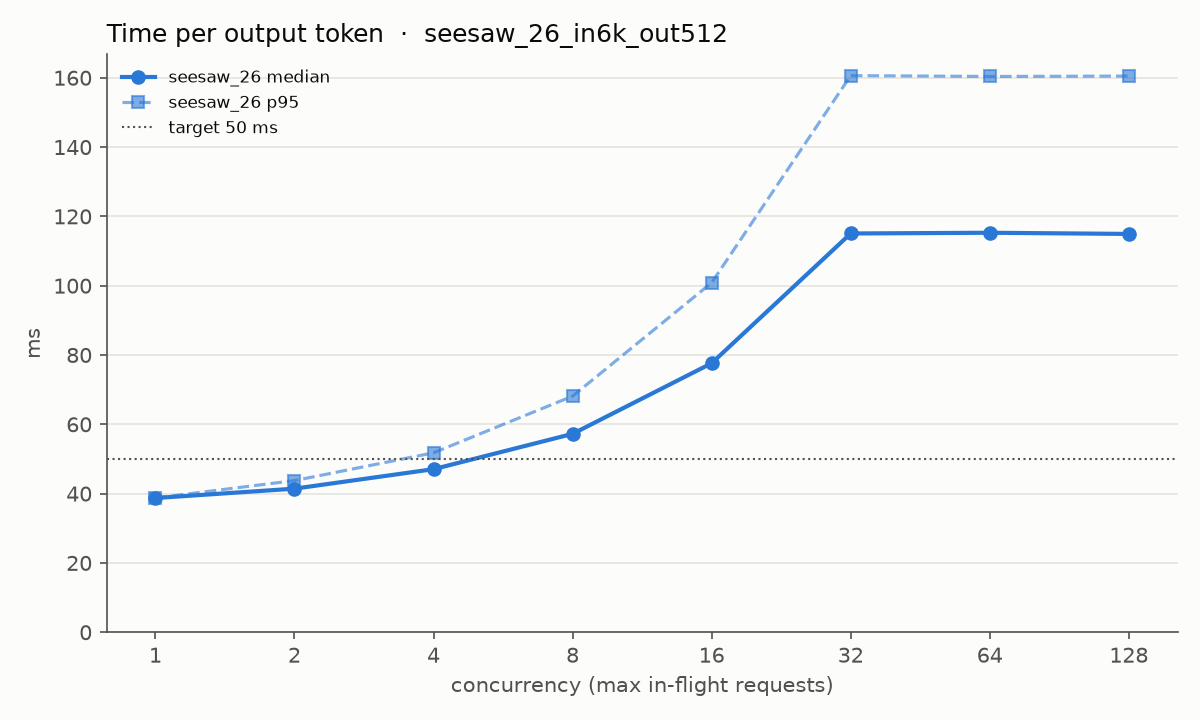 Time per output token · seesaw_26_in6k_out512
seesaw_26 median
seesaw_26 p95
target 50 ms
160
140
120
100
80
60
40
20
0
ms
1 2 4 8 16 32 64 128
concurrency (max in-flight requests)